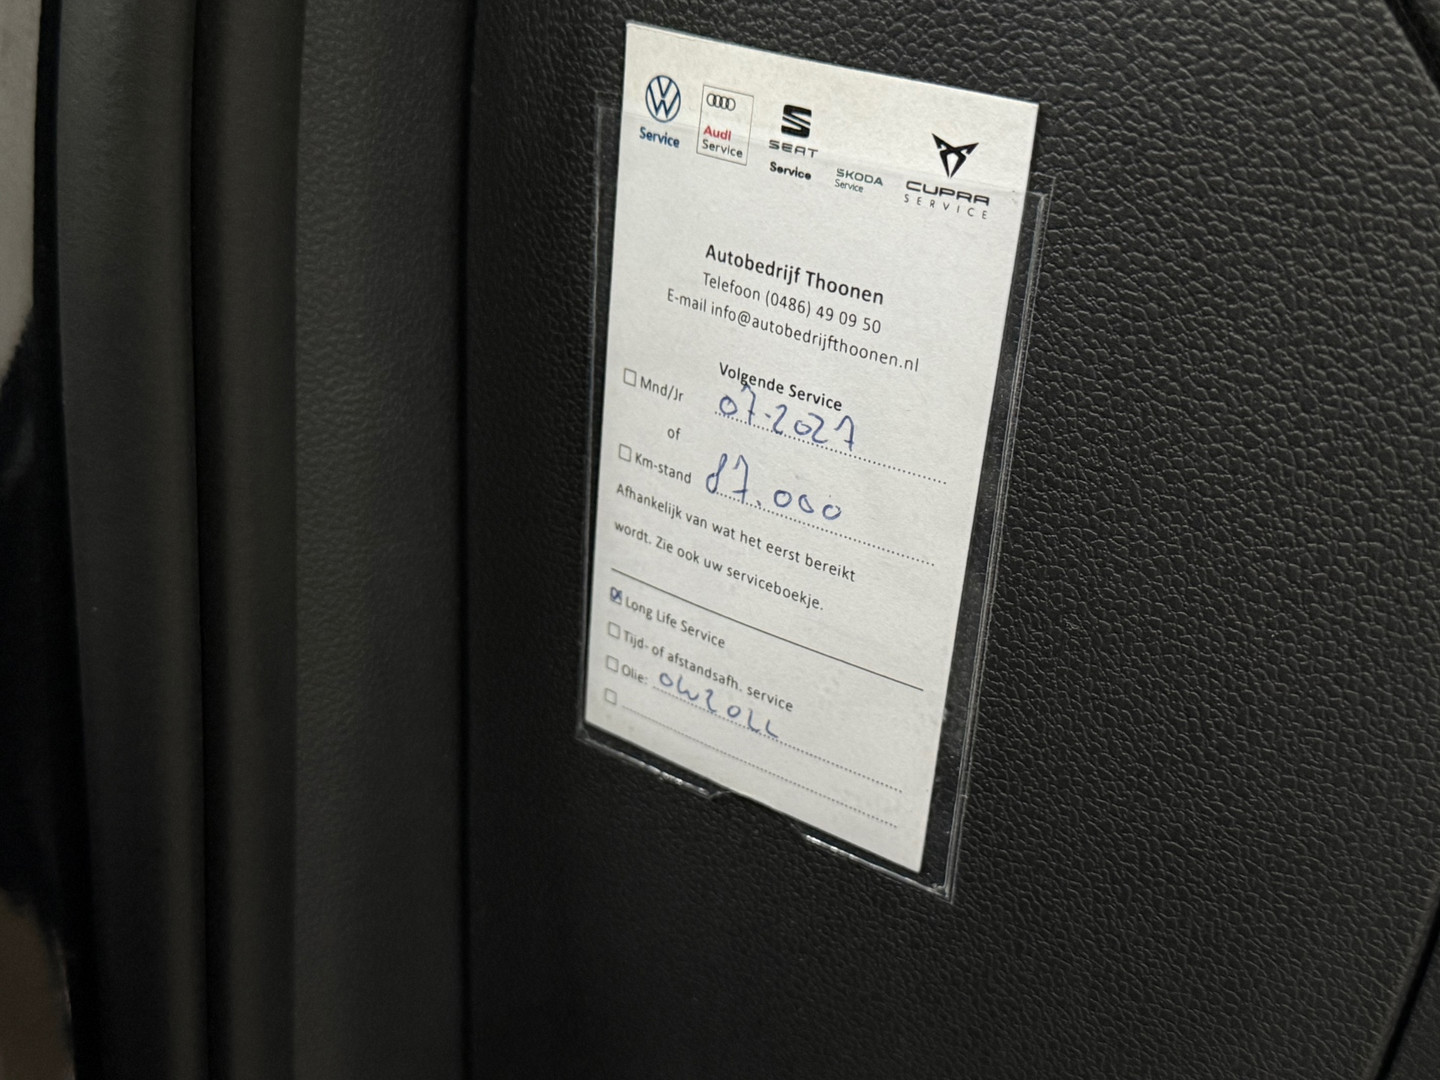 Service
Audi
Service
SEAT
Service
SKODA
Service
CUPRA
SERVICE
Autobedrijf Thoonen
Telefoon (0486) 49 09 50
E-mail info@autobedrijfthoonen.nl
Volgende Service
Mnd/Jr 07-2027
of
Km-stand 87.000
Afhankelijk van wat het eerst bereikt
wordt. Zie ook uw serviceboekje.
Long Life Service
Tijd- of afstandsafh. service
Olie: 0W20LL